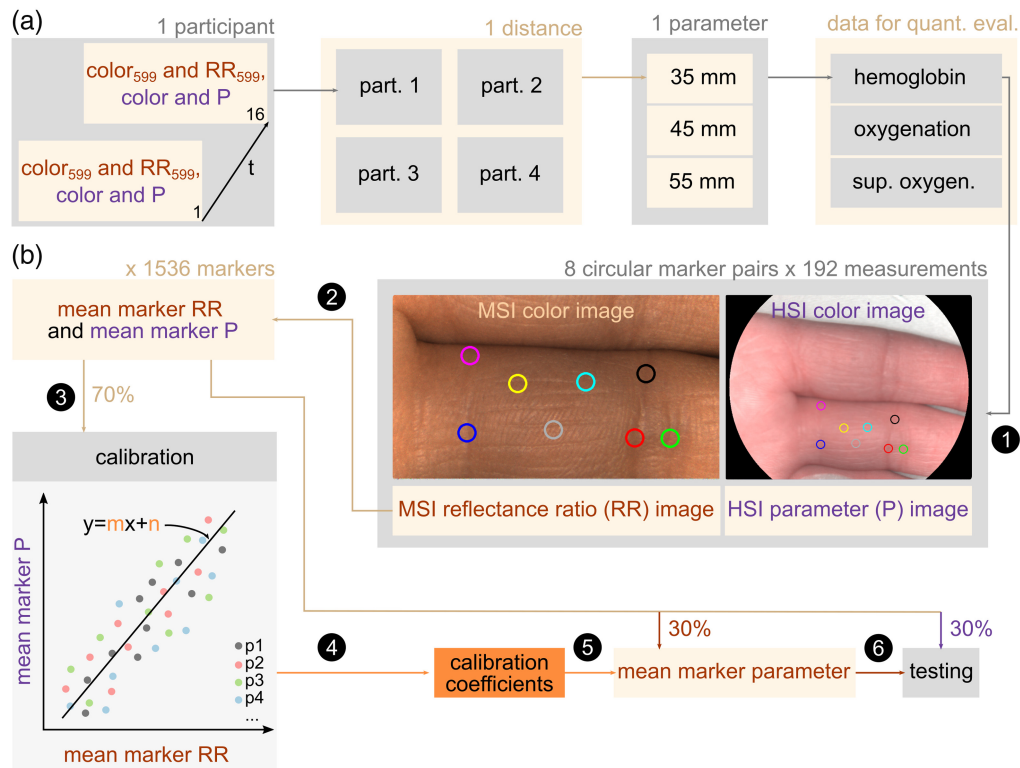 (a)
1 participant
1 distance
1 parameter
data for quant. eval.
color599 and RR599,
color and P
16
color599 and RR599,
color and P
1
t
part. 1
part. 2
part. 3
part. 4
35 mm
45 mm
55 mm
hemoglobin
oxygenation
sup. oxygen.
(b)
x 1536 markers
8 circular marker pairs x 192 measurements
mean marker RR
and mean marker P
2
MSI color image
HSI color image
1
MSI reflectance ratio (RR) image
HSI parameter (P) image
3
70%
calibration
y=mx+n
mean marker P
p1
p2
p3
p4
...
mean marker RR
4
calibration
coefficients
5
30%
mean marker parameter
6
30%
testing